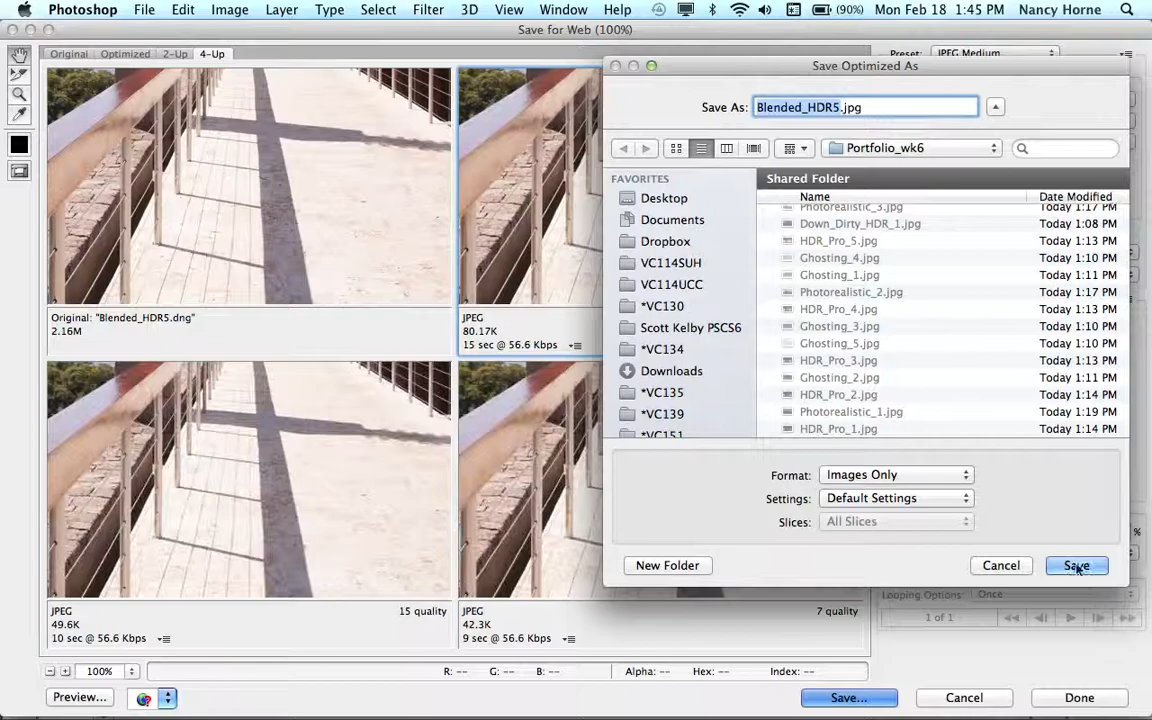 Photoshop File Edit Image Layer Type Select Filter 3D View Window Help (90%) Mon Feb 18 1:45 PM Nancy Horne
Save for Web (100%)
Original Optimized 2-Up 4-Up
Preset: JPEG Medium
Save Optimized As
Save As: Blended_HDR5.jpg
Portfolio_wk6
FAVORITES
Desktop
Documents
Dropbox
VC114SUH
VC114UCC
*VC130
Scott Kelby PSCS6
*VC134
Downloads
*VC135
*VC139
*VC151
Shared Folder
Name Date Modified
Photorealistic_3.jpg Today 1:17 PM
Down_Dirty_HDR_1.jpg Today 1:08 PM
HDR_Pro_5.jpg Today 1:13 PM
Ghosting_4.jpg Today 1:10 PM
Ghosting_1.jpg Today 1:11 PM
Photorealistic_2.jpg Today 1:17 PM
HDR_Pro_4.jpg Today 1:13 PM
Ghosting_3.jpg Today 1:10 PM
Ghosting_5.jpg Today 1:10 PM
HDR_Pro_3.jpg Today 1:13 PM
Ghosting_2.jpg Today 1:11 PM
HDR_Pro_2.jpg Today 1:14 PM
Photorealistic_1.jpg Today 1:19 PM
HDR_Pro_1.jpg Today 1:14 PM
Format: Images Only
Settings: Default Settings
Slices: All Slices
New Folder Cancel Save
Original: "Blended_HDR5.dng"
2.16M
JPEG
80.17K
15 sec @ 56.6 Kbps
%
Looping Options: Once
1 of 1
JPEG 15 quality
49.6K
10 sec @ 56.6 Kbps
JPEG 7 quality
42.3K
9 sec @ 56.6 Kbps
100% R: -- G: -- B: -- Alpha: -- Hex: -- Index: --
Preview... Save... Cancel Done